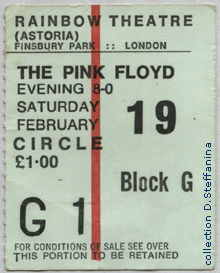 RAINBOW THEATRE
(ASTORIA)
FINSBURY PARK :: LONDON
THE PINK FLOYD
EVENING 8-0
SATURDAY
FEBRUARY 19
CIRCLE
£1·00
Block G
G 1
FOR CONDITIONS OF SALE SEE OVER
THIS PORTION TO BE RETAINED
collection D. Steffanina